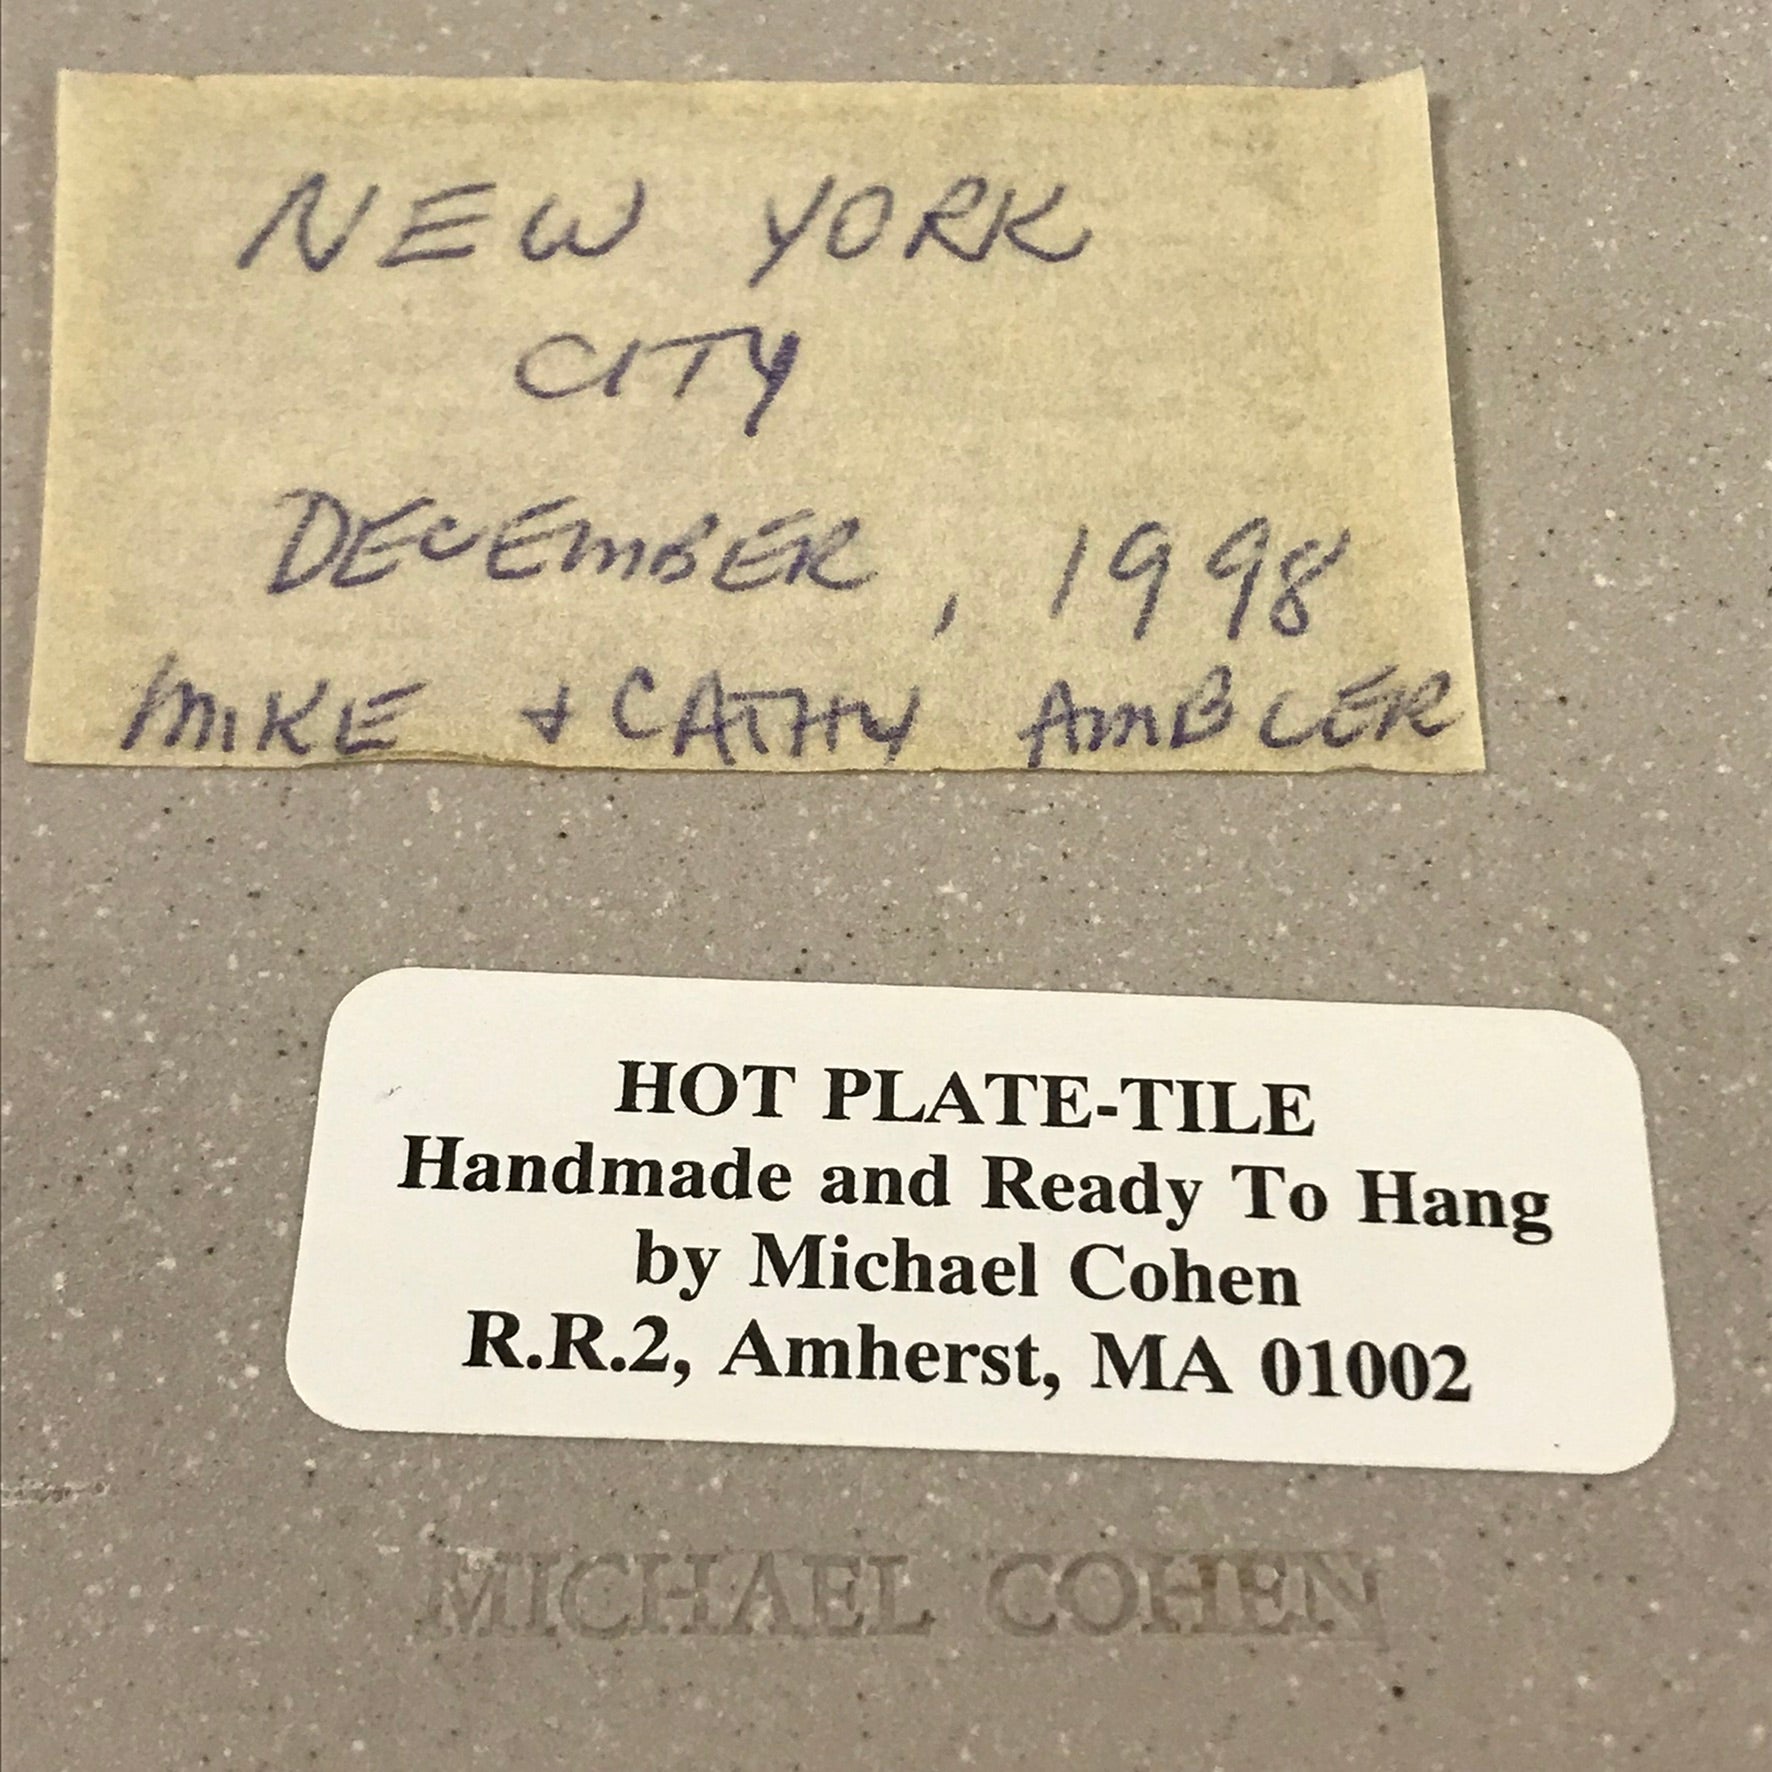 NEW YORK
CITY
DECEMBER, 1998
MIKE + CATHY AMBLER
HOT PLATE-TILE
Handmade and Ready To Hang
by Michael Cohen
R.R.2, Amherst, MA 01002
MICHAEL COHEN